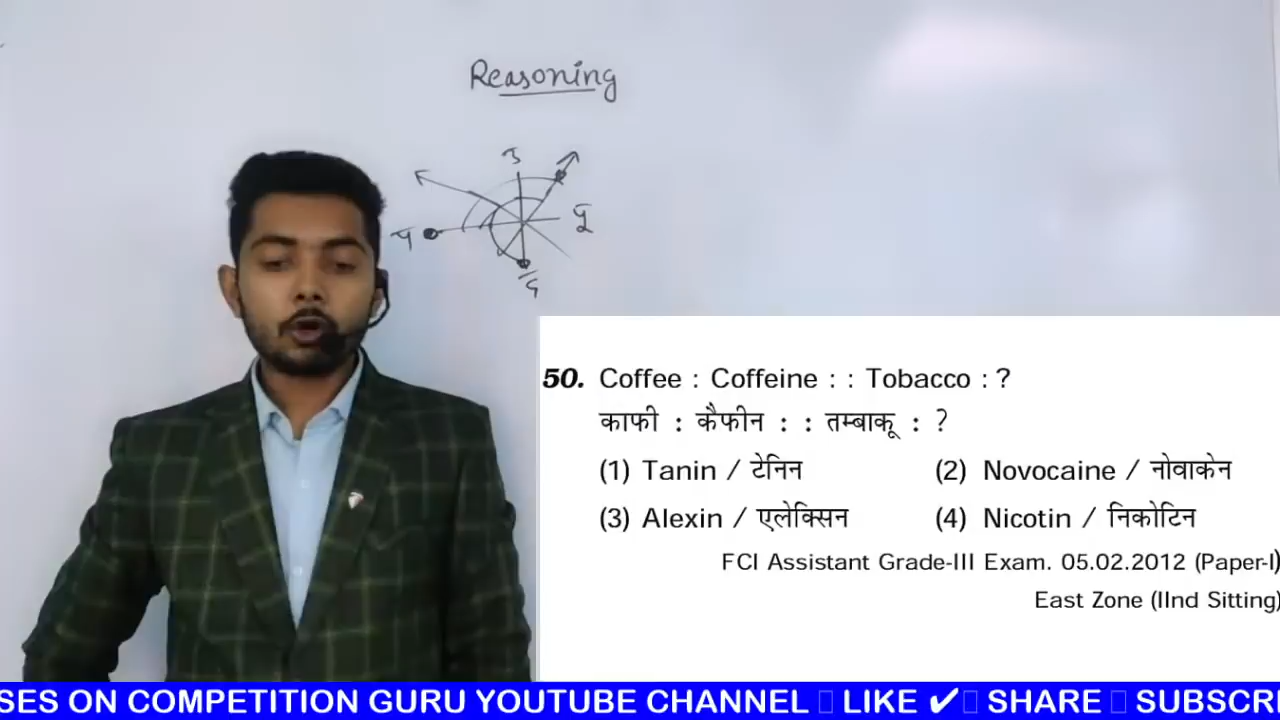 Reasoning
उ
पू
प
द
50. Coffee : Coffeine : : Tobacco : ?
काफी : कैफीन : : तम्बाकू : ?
(1) Tanin / टेनिन (2) Novocaine / नोवाकेन
(3) Alexin / एलेक्सिन (4) Nicotin / निकोटिन
FCI Assistant Grade-III Exam. 05.02.2012 (Paper-I)
East Zone (IInd Sitting)
SES ON COMPETITION GURU YOUTUBE CHANNEL LIKE ✔ SHARE SUBSCRI